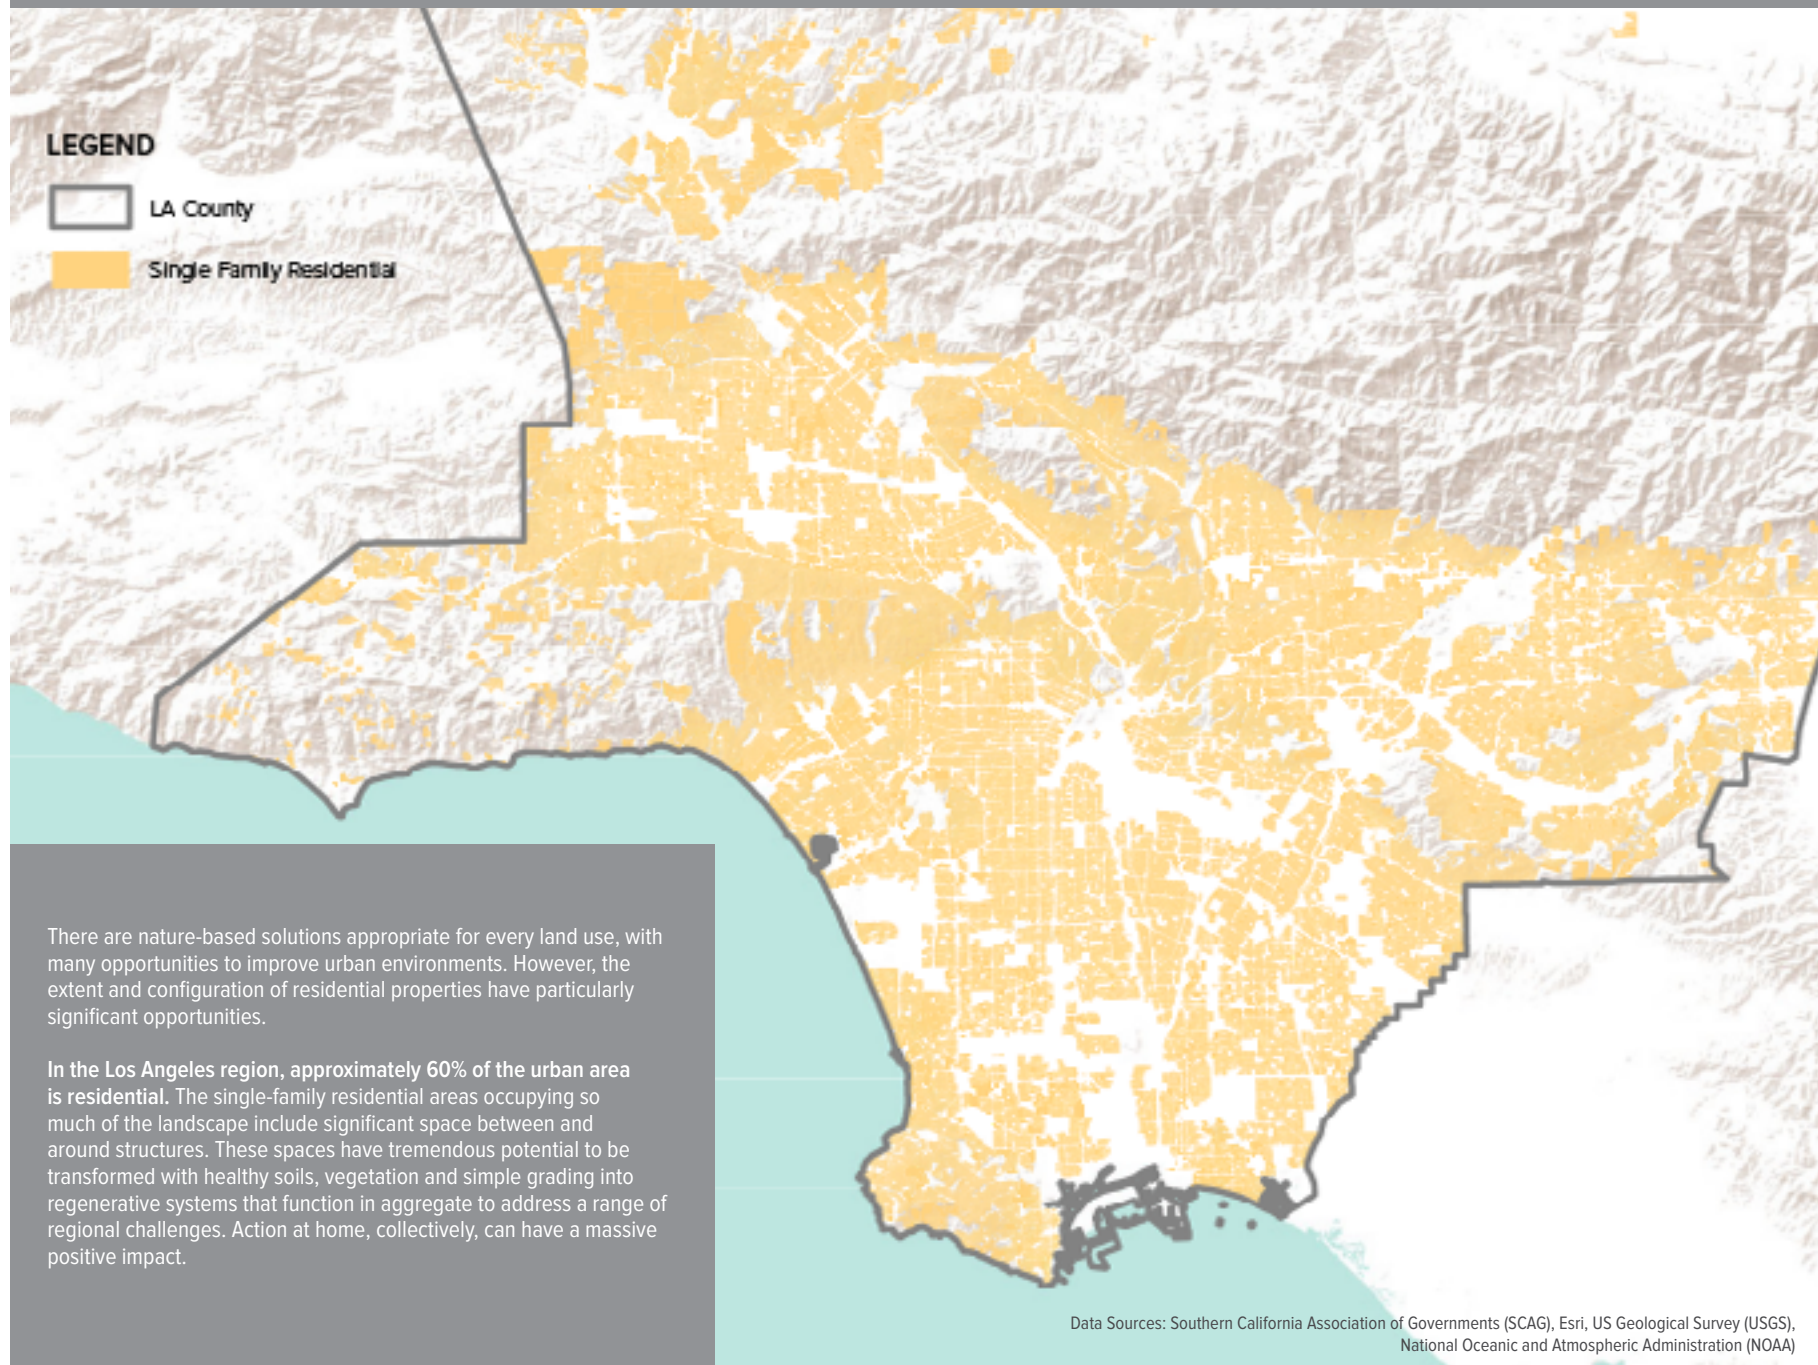 LEGEND
LA County
Single Family Residential
There are nature-based solutions appropriate for every land use, with
many opportunities to improve urban environments. However, the
extent and configuration of residential properties have particularly
significant opportunities.
In the Los Angeles region, approximately 60% of the urban area
is residential. The single-family residential areas occupying so
much of the landscape include significant space between and
around structures. These spaces have tremendous potential to be
transformed with healthy soils, vegetation and simple grading into
regenerative systems that function in aggregate to address a range of
regional challenges. Action at home, collectively, can have a massive
positive impact.
Data Sources: Southern California Association of Governments (SCAG), Esri, US Geological Survey (USGS),
National Oceanic and Atmospheric Administration (NOAA)